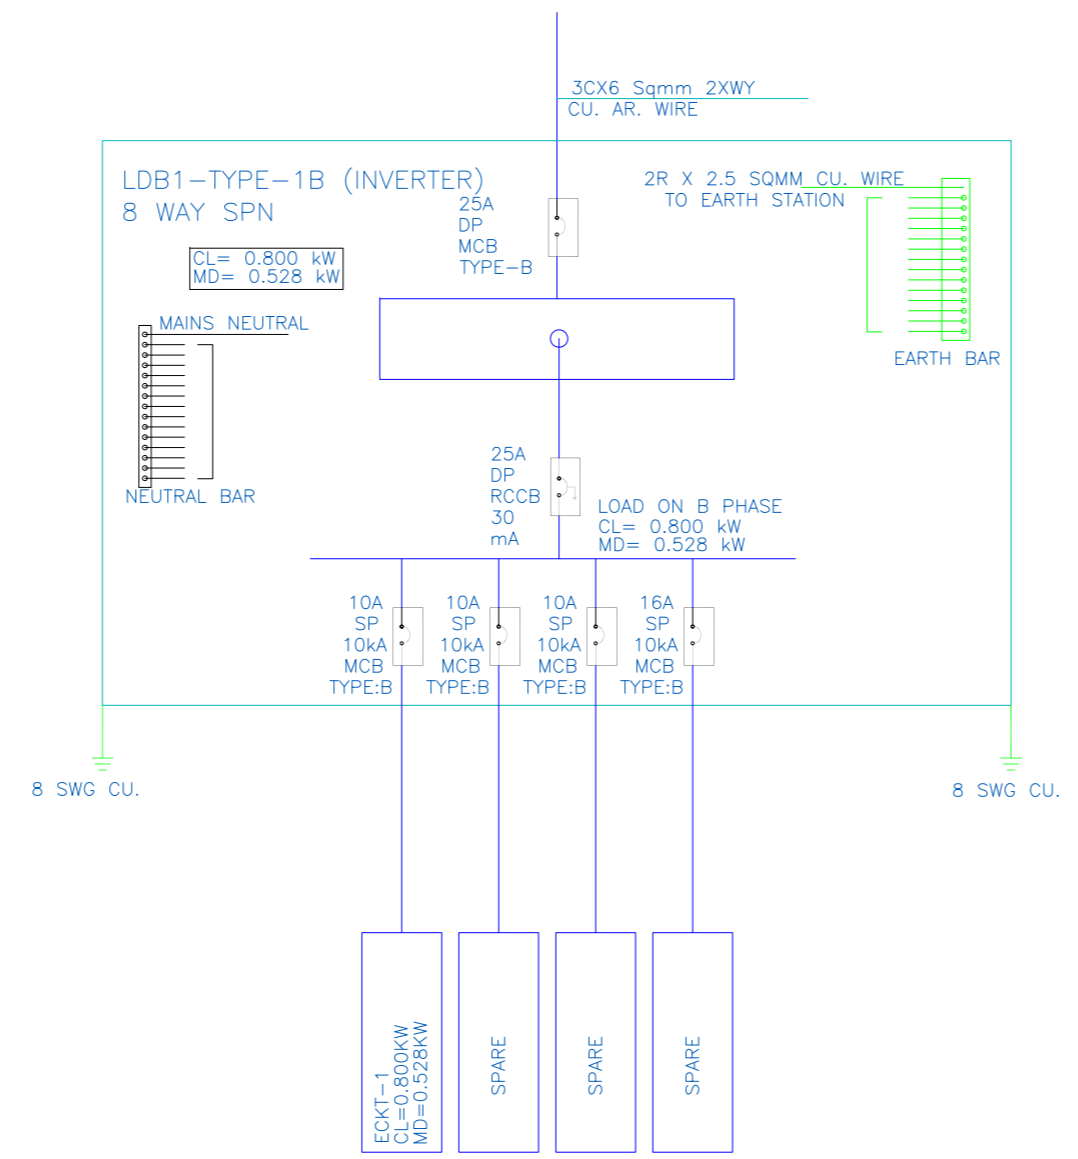 3CX6 Sqmm 2XWY
CU. AR. WIRE
LDB1-TYPE-1B (INVERTER)
8 WAY SPN
2R X 2.5 SQMM CU. WIRE
TO EARTH STATION
25A
DP
MCB
TYPE-B
CL= 0.800 kW
MD= 0.528 kW
MAINS NEUTRAL
EARTH BAR
NEUTRAL BAR
25A
DP
RCCB
30
mA
LOAD ON B PHASE
CL= 0.800 kW
MD= 0.528 kW
10A
SP
10kA
MCB
TYPE:B
10A
SP
10kA
MCB
TYPE:B
10A
SP
10kA
MCB
TYPE:B
16A
SP
10kA
MCB
TYPE:B
8 SWG CU.
8 SWG CU.
ECKT-1
CL=0.800KW
MD=0.528KW
SPARE
SPARE
SPARE